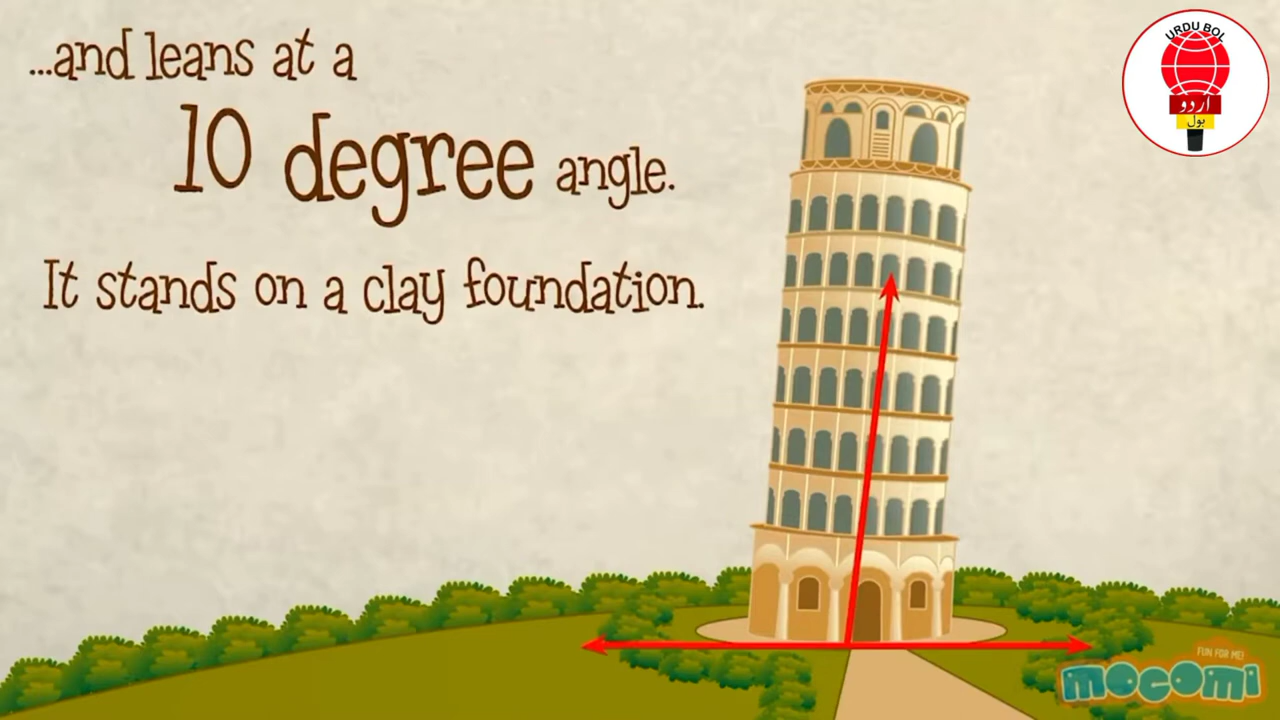 ...and leans at a
10 degree angle.
It stands on a clay foundation.
URDU BOL
اردو
بول
FUN FOR ME!
mocomi